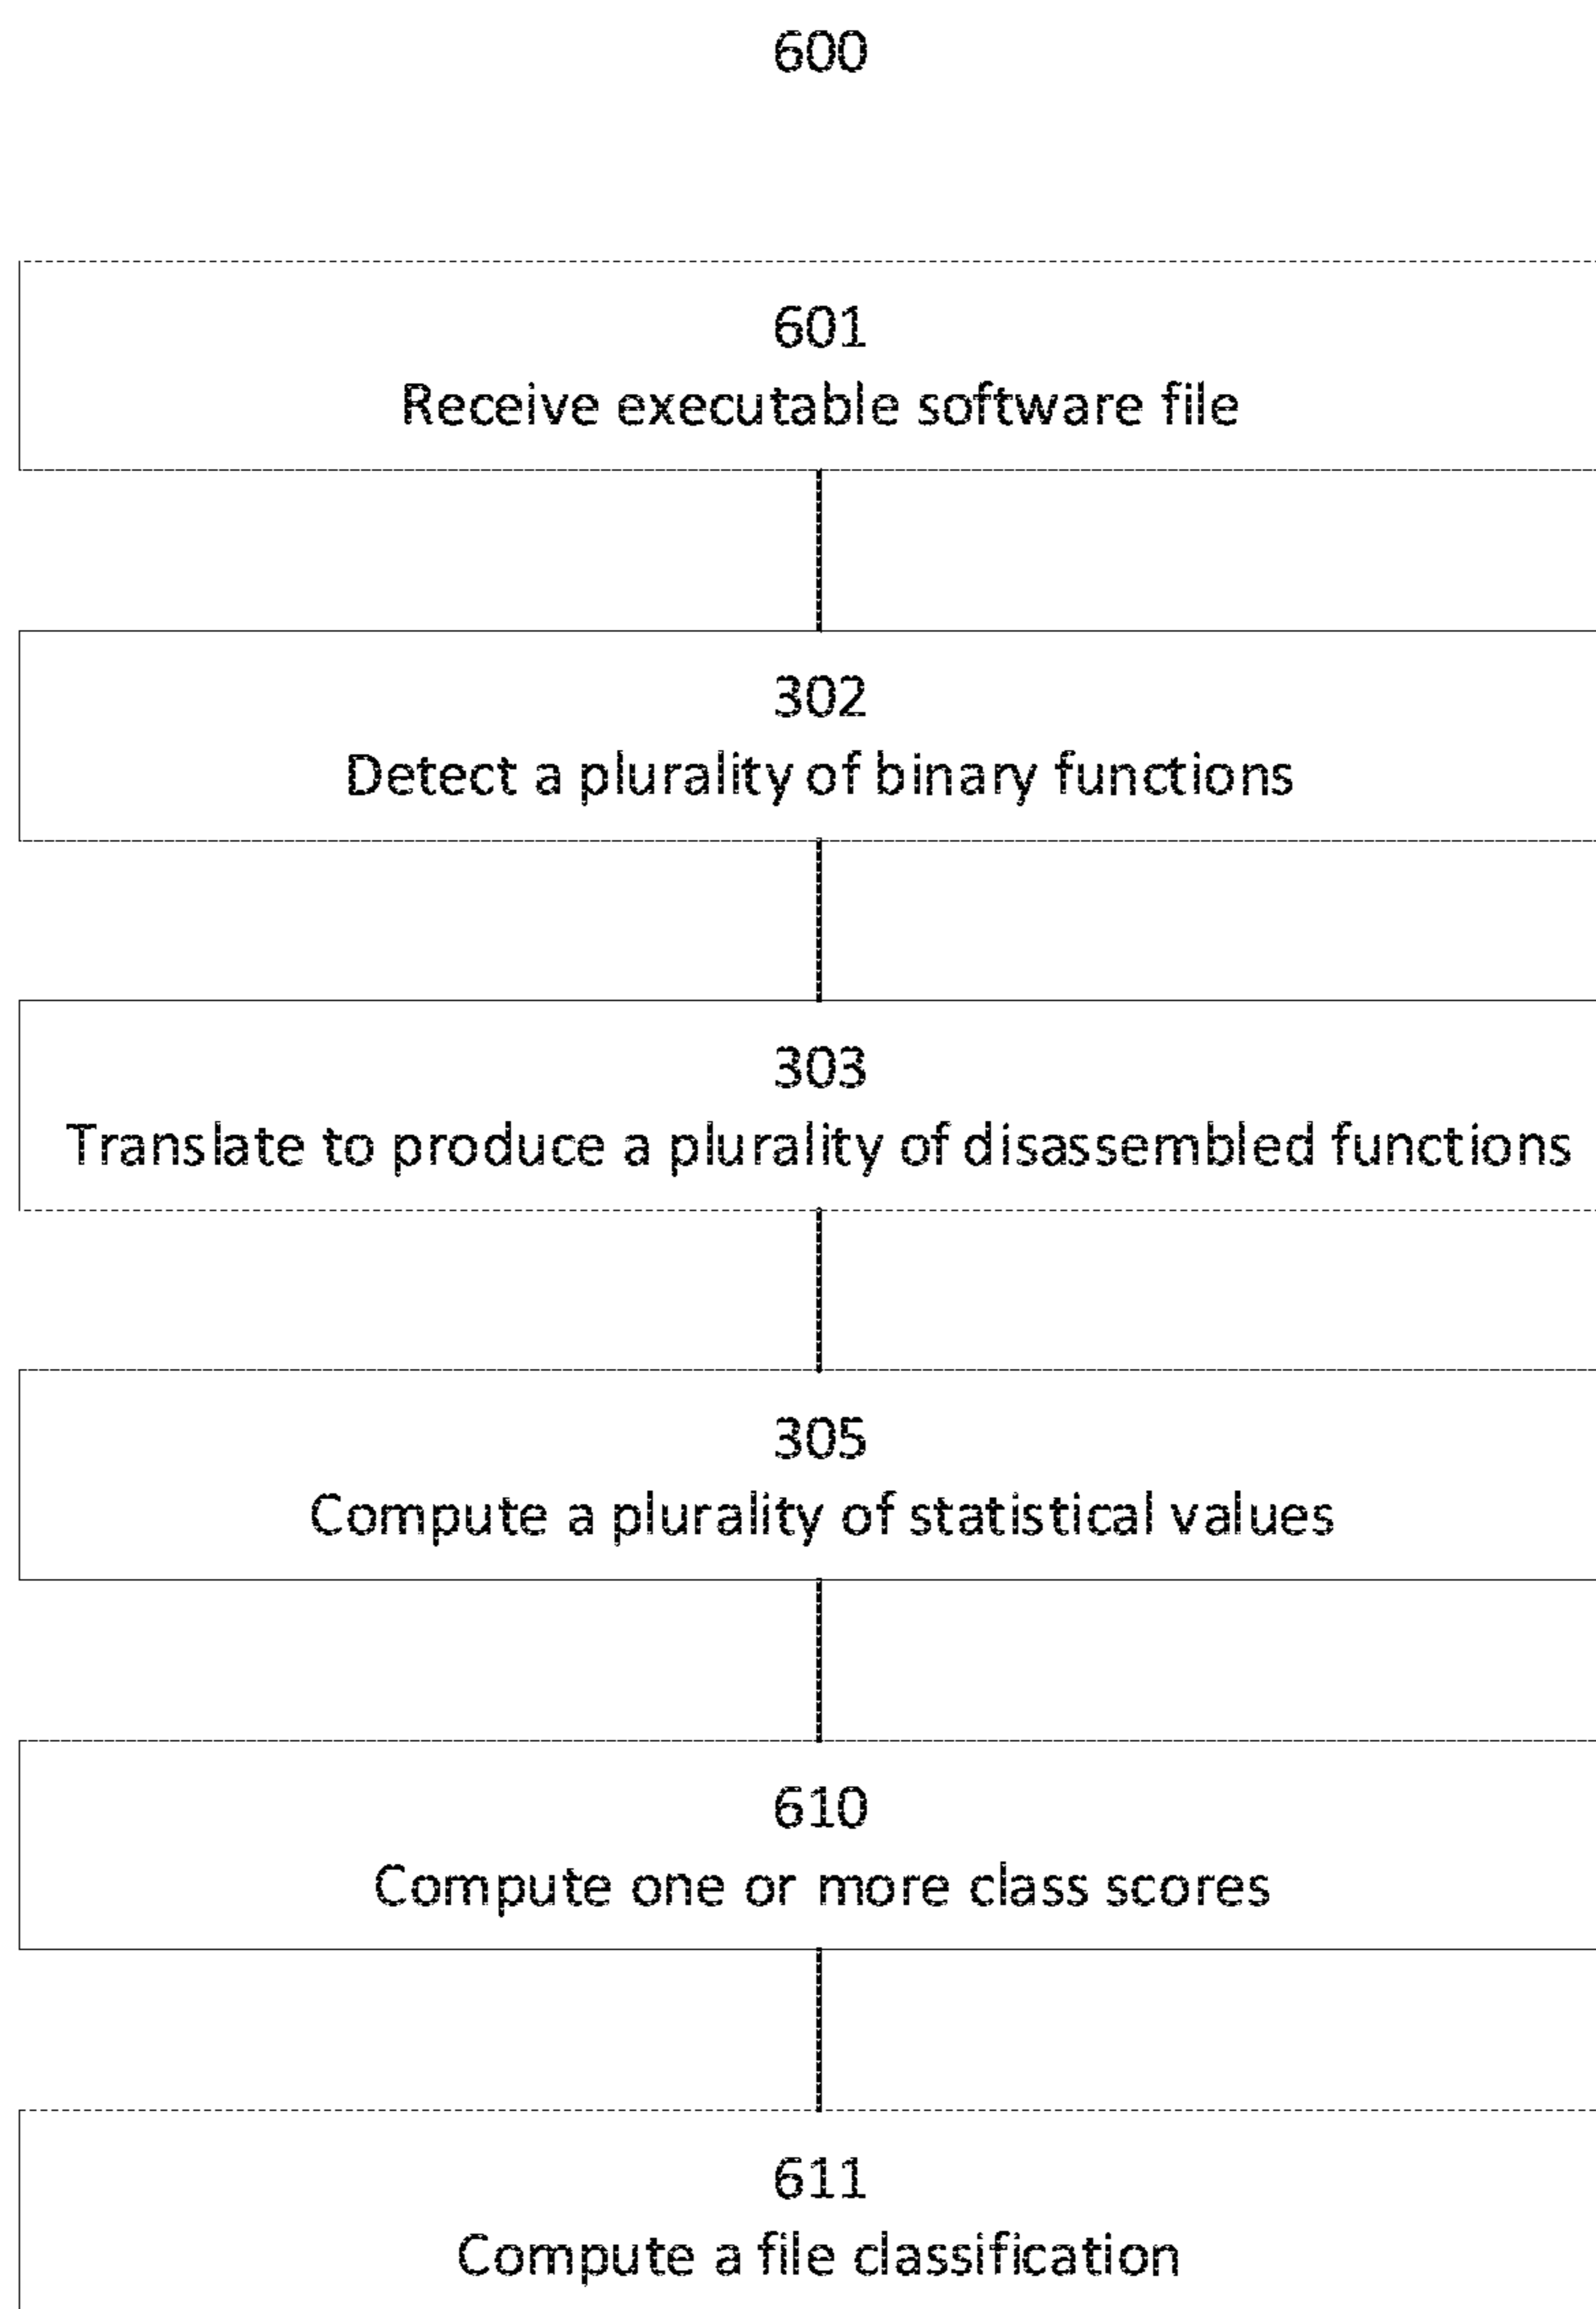 600
601
Receive executable software file
302
Detect a plurality of binary functions
303
Translate to produce a plurality of disassembled functions
305
Compute a plurality of statistical values
610
Compute one or more class scores
611
Compute a file classification